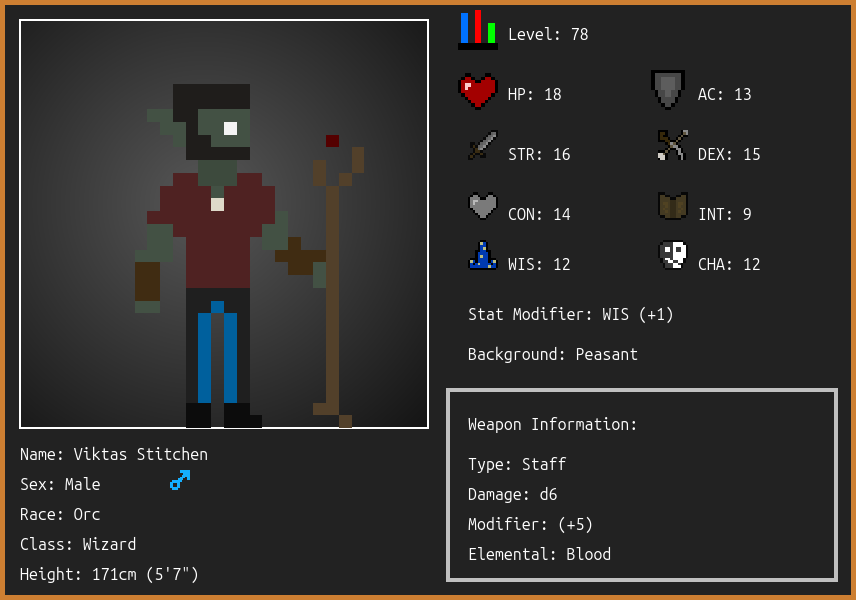 Level: 78
HP: 18
AC: 13
STR: 16
DEX: 15
CON: 14
INT: 9
WIS: 12
CHA: 12
Stat Modifier: WIS (+1)
Background: Peasant
Weapon Information:
Type: Staff
Damage: d6
Modifier: (+5)
Elemental: Blood
Name: Viktas Stitchen
Sex: Male
Race: Orc
Class: Wizard
Height: 171cm (5'7")